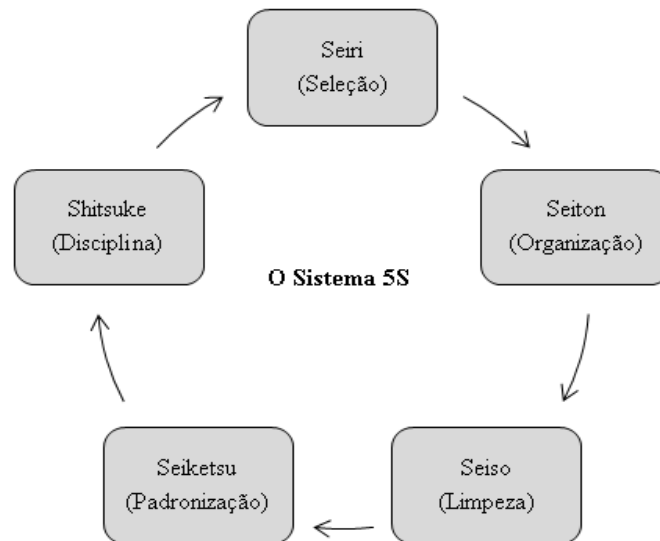 Seiri
(Seleção)
Seiton
(Organização)
Seiso
(Limpeza)
Seiketsu
(Padronização)
Shitsuke
(Disciplina)
O Sistema 5S